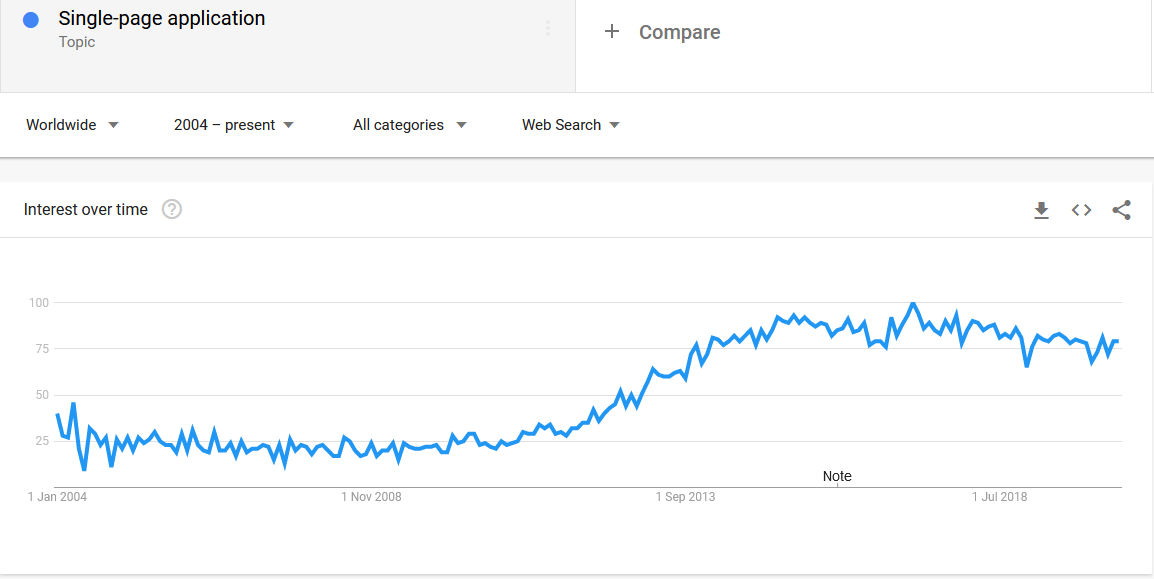 Single-page application
Topic
+ Compare
Worldwide 2004 – present All categories Web Search
Interest over time ?
100
75
50
25
Note
1 Jan 2004 1 Nov 2008 1 Sep 2013 1 Jul 2018